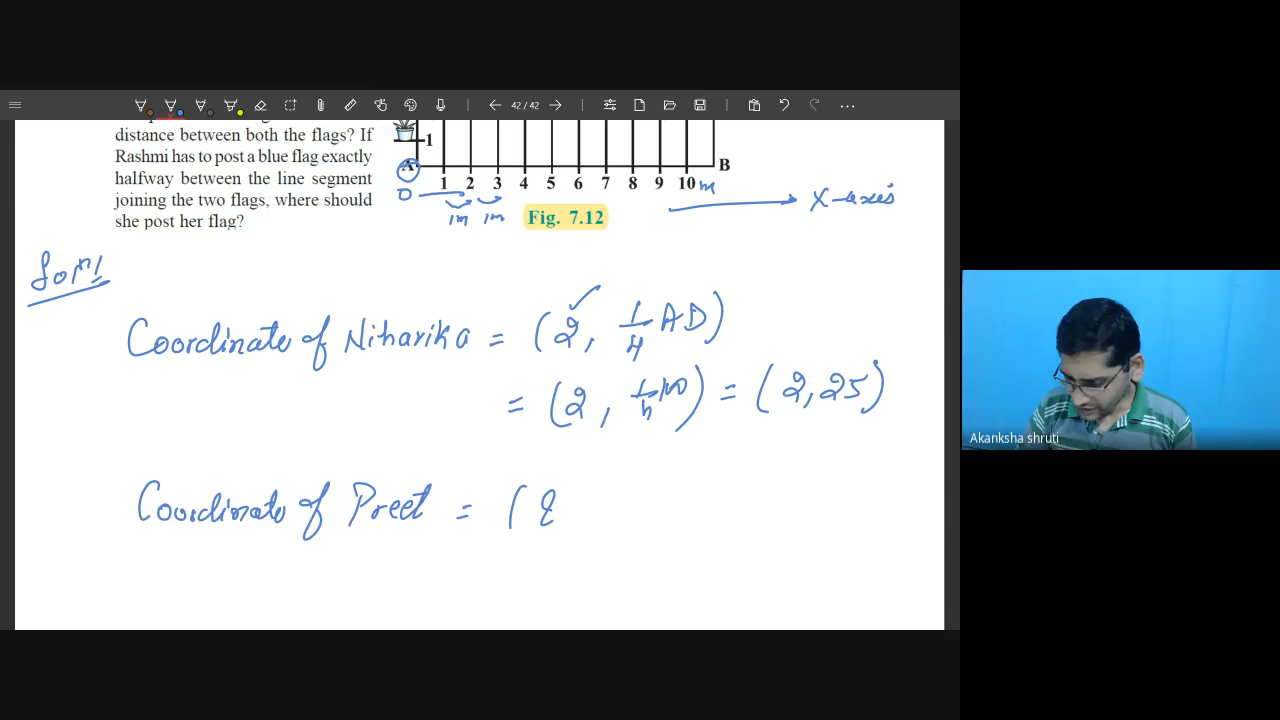 42 / 42
distance between both the flags? If
Rashmi has to post a blue flag exactly
halfway between the line segment
joining the two flags, where should
she post her flag?
1
A B
1 2 3 4 5 6 7 8 9 10 m
0
1m 1m
X-axis
Fig. 7.12
Sol^n!
Coordinate of Niharika = (2, 1/4 AD)
= (2, 1/4 100) = (2, 25)
Coordinate of Preet = ( 8
Akanksha shruti